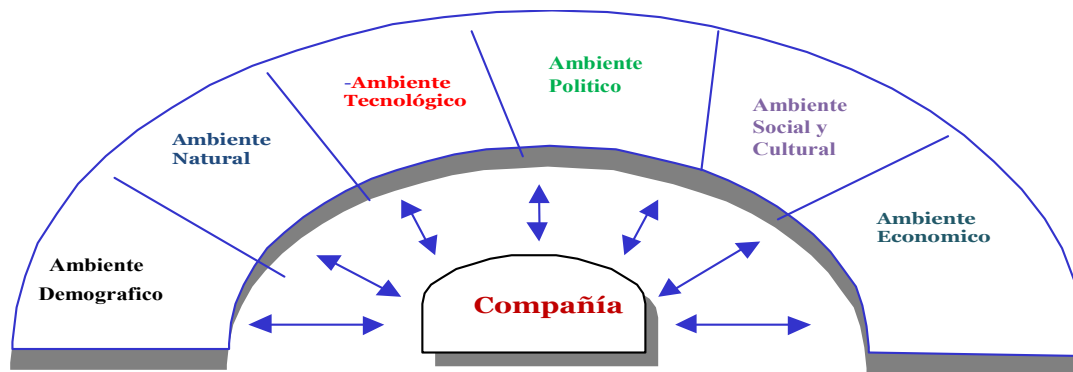 Ambiente
Demografico
Ambiente
Natural
-Ambiente
Tecnológico
Ambiente
Politico
Ambiente
Social y
Cultural
Ambiente
Economico
Compañía